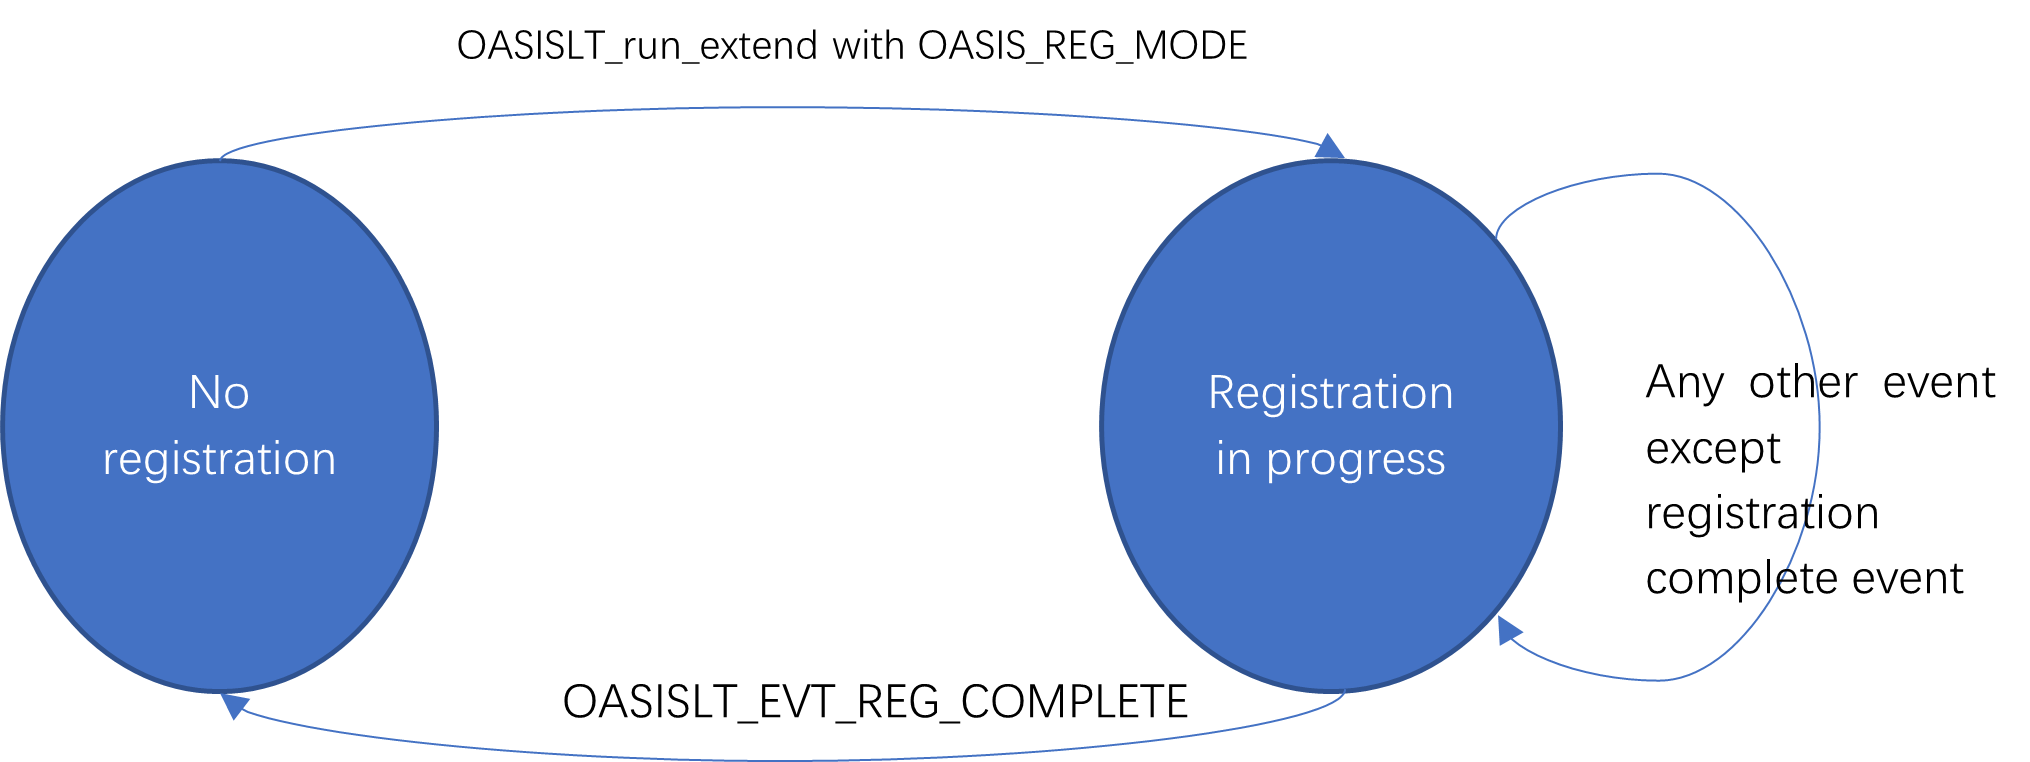 OASISLT_run_extend with OASIS_REG_MODE
No
registration
Registration
in progress
Any other event
except
registration
complete event
OASISLT_EVT_REG_COMPLETE